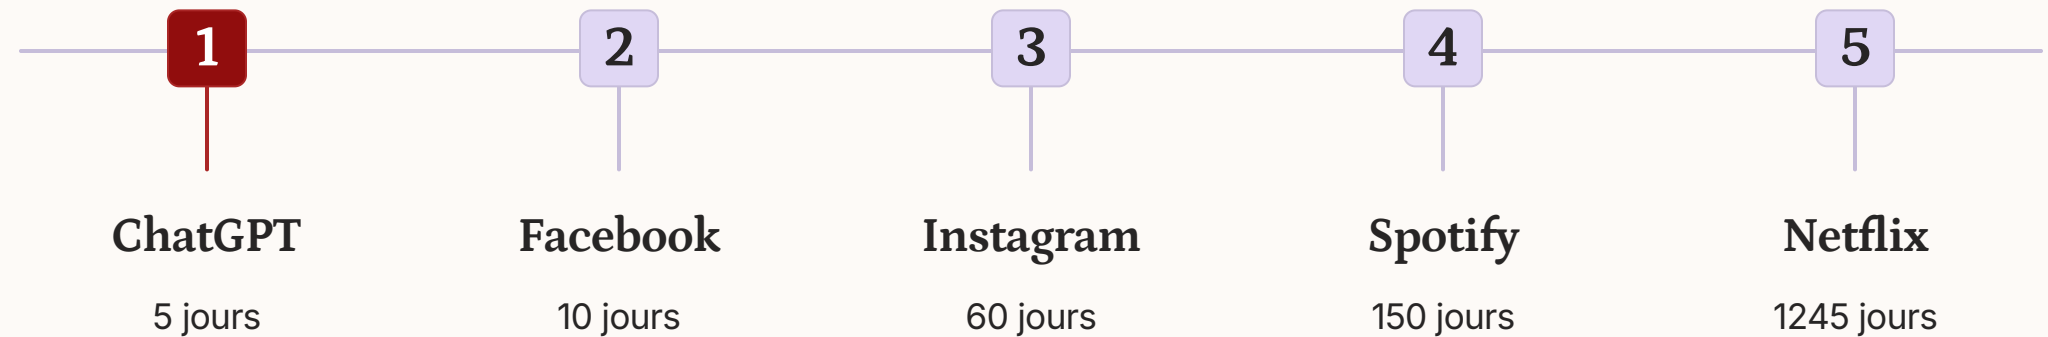 1 2 3 4 5
ChatGPT Facebook Instagram Spotify Netflix
5 jours 10 jours 60 jours 150 jours 1245 jours